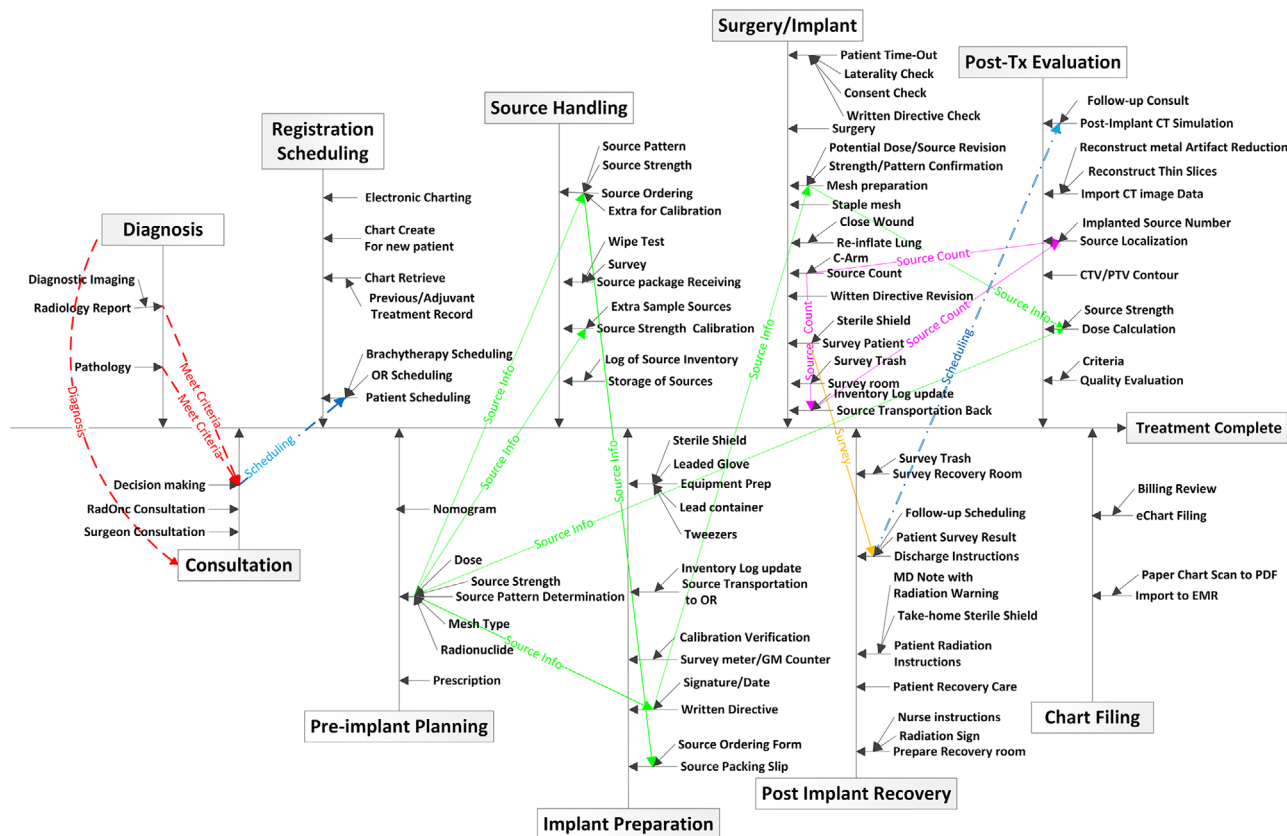 Surgery/Implant
Patient Time-Out
Laterality Check
Consent Check
Written Directive Check
Surgery
Potential Dose/Source Revision
Strength/Pattern Confirmation
Mesh preparation
Staple mesh
Close Wound
Re-inflate Lung
C-Arm
Source Count
Witten Directive Revision
Sterile Shield
Survey Patient
Survey Trash
Survey room
Inventory Log update
Source Transportation Back
Post-Tx Evaluation
Follow-up Consult
Post-Implant CT Simulation
Reconstruct metal Artifact Reduction
Reconstruct Thin Slices
Import CT image Data
Implanted Source Number
Source Localization
CTV/PTV Contour
Source Strength
Dose Calculation
Criteria
Quality Evaluation
Source Handling
Source Pattern
Source Strength
Source Ordering
Extra for Calibration
Wipe Test
Survey
Source package Receiving
Extra Sample Sources
Source Strength Calibration
Log of Source Inventory
Storage of Sources
Registration
Scheduling
Electronic Charting
Chart Create
For new patient
Chart Retrieve
Previous/Adjuvant
Treatment Record
Brachytherapy Scheduling
OR Scheduling
Patient Scheduling
Diagnosis
Diagnostic Imaging
Radiology Report
Pathology
Meet Criteria
Meet Criteria
Diagnosis
Scheduling
Source Info
Source Info
Source Info
Source Info
Source Info
Source Info
Source Info
Source Count
Source Count
Source Count
Scheduling
Survey
Treatment Complete
Decision making
RadOnc Consultation
Surgeon Consultation
Consultation
Nomogram
Dose
Source Strength
Source Pattern Determination
Mesh Type
Radionuclide
Prescription
Pre-implant Planning
Sterile Shield
Leaded Glove
Equipment Prep
Lead container
Tweezers
Inventory Log update
Source Transportation
to OR
Calibration Verification
Survey meter/GM Counter
Signature/Date
Written Directive
Source Ordering Form
Source Packing Slip
Implant Preparation
Survey Trash
Survey Recovery Room
Follow-up Scheduling
Patient Survey Result
Discharge Instructions
MD Note with
Radiation Warning
Take-home Sterile Shield
Patient Radiation
Instructions
Patient Recovery Care
Nurse instructions
Radiation Sign
Prepare Recovery room
Post Implant Recovery
Billing Review
eChart Filing
Paper Chart Scan to PDF
Import to EMR
Chart Filing